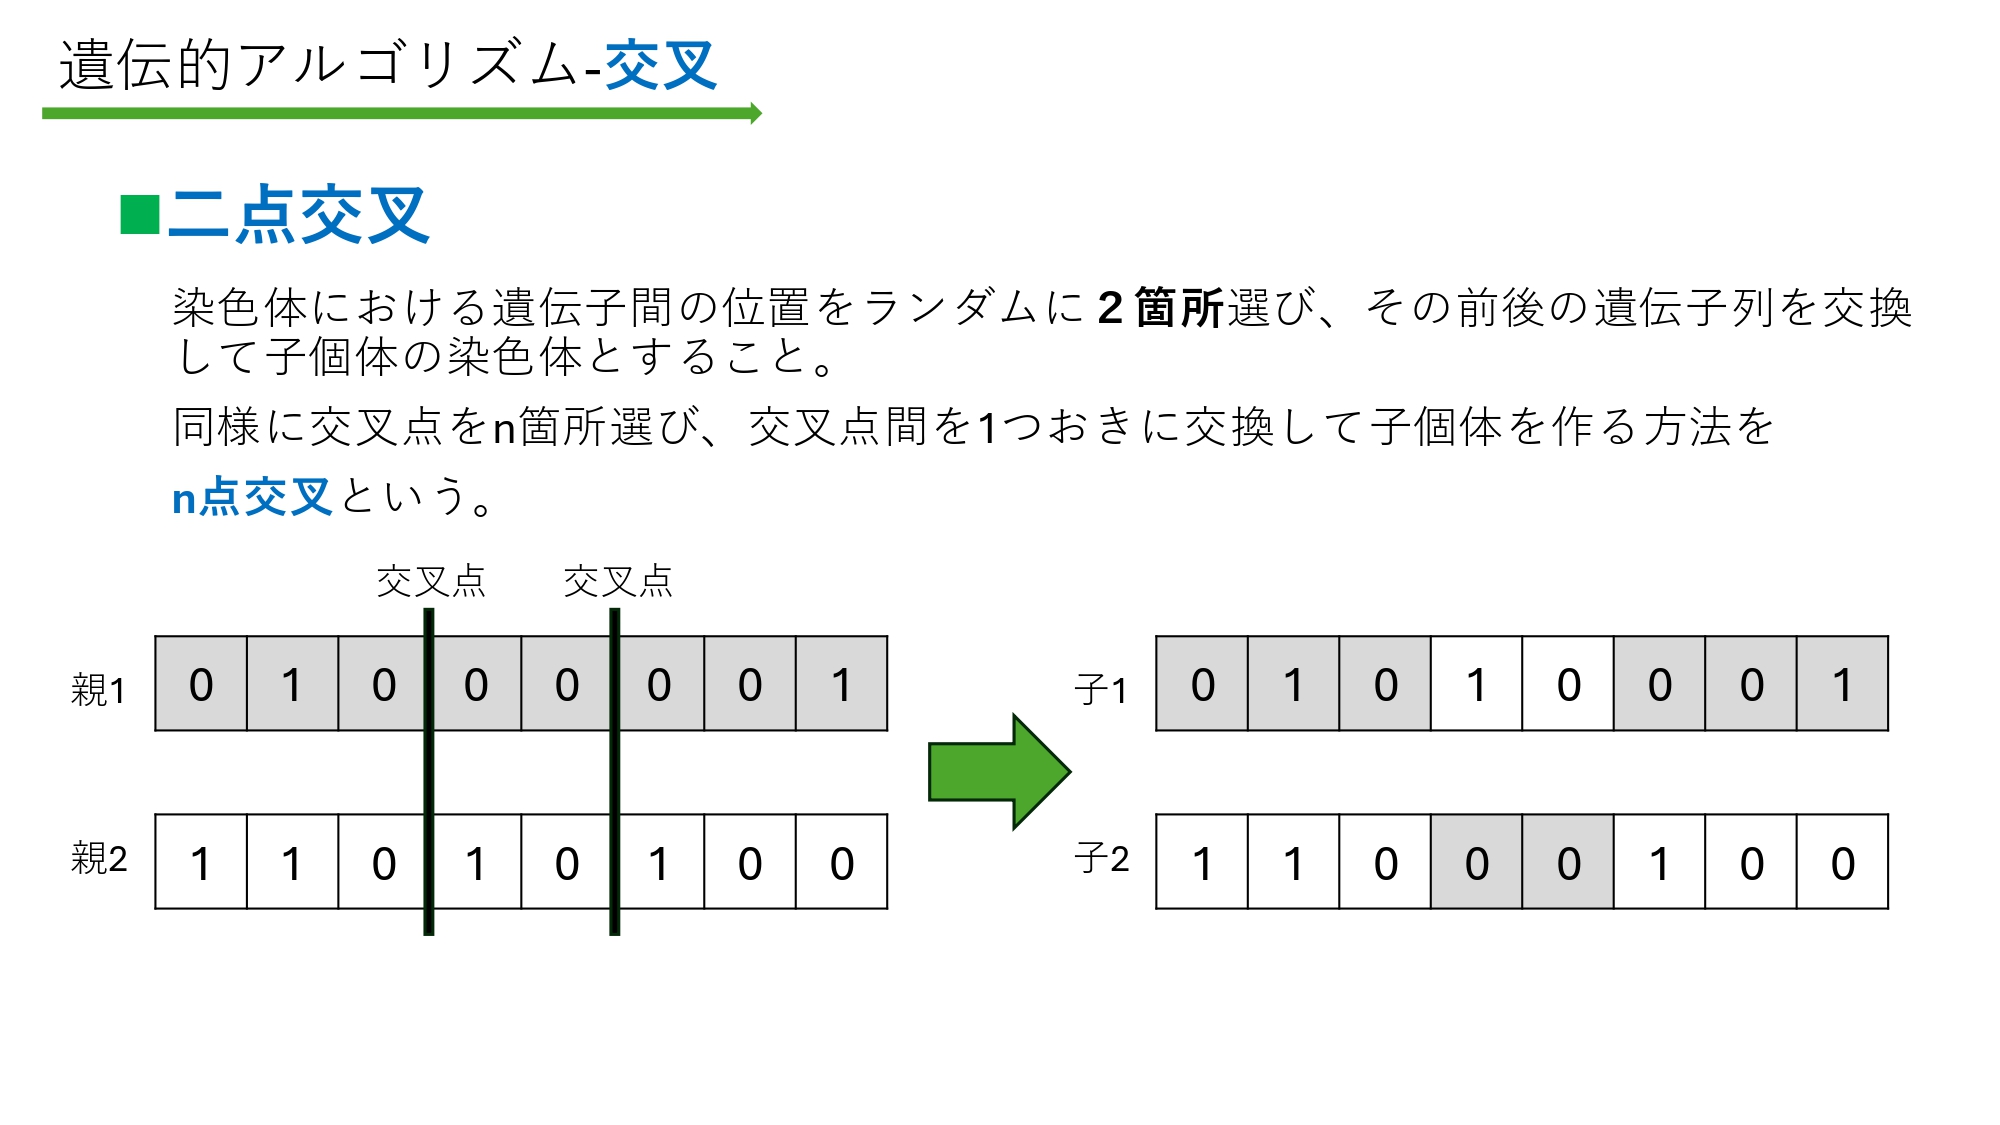 遺伝的アルゴリズム-交叉
■二点交叉
染色体における遺伝子間の位置をランダムに２箇所選び、その前後の遺伝子列を交換
して子個体の染色体とすること。
同様に交叉点をn箇所選び、交叉点間を1つおきに交換して子個体を作る方法を
n点交叉という。
交叉点 交叉点
親1 0 1 0 0 0 0 0 1
親2 1 1 0 1 0 1 0 0
子1 0 1 0 1 0 0 0 1
子2 1 1 0 0 0 1 0 0